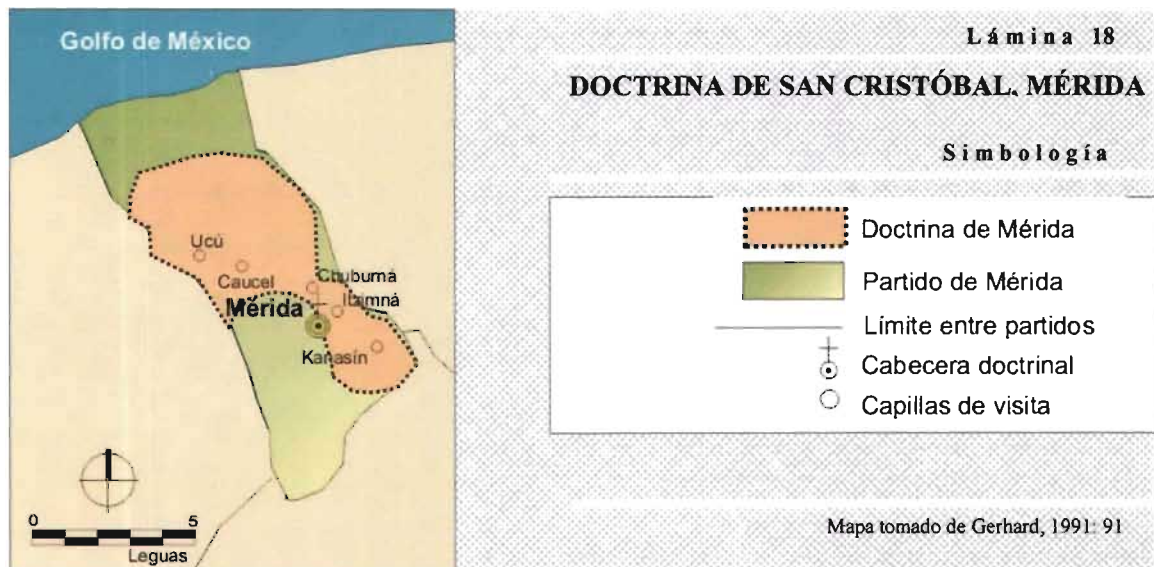 Golfo de México
Ucú
Caucel
Chuburná
Itzimná
Mérida
Kanasín
0 5
Leguas
Lámina 18
DOCTRINA DE SAN CRISTÓBAL, MÉRIDA
Simbología
Doctrina de Mérida
Partido de Mérida
Límite entre partidos
Cabecera doctrinal
Capillas de visita
Mapa tomado de Gerhard, 1991: 91